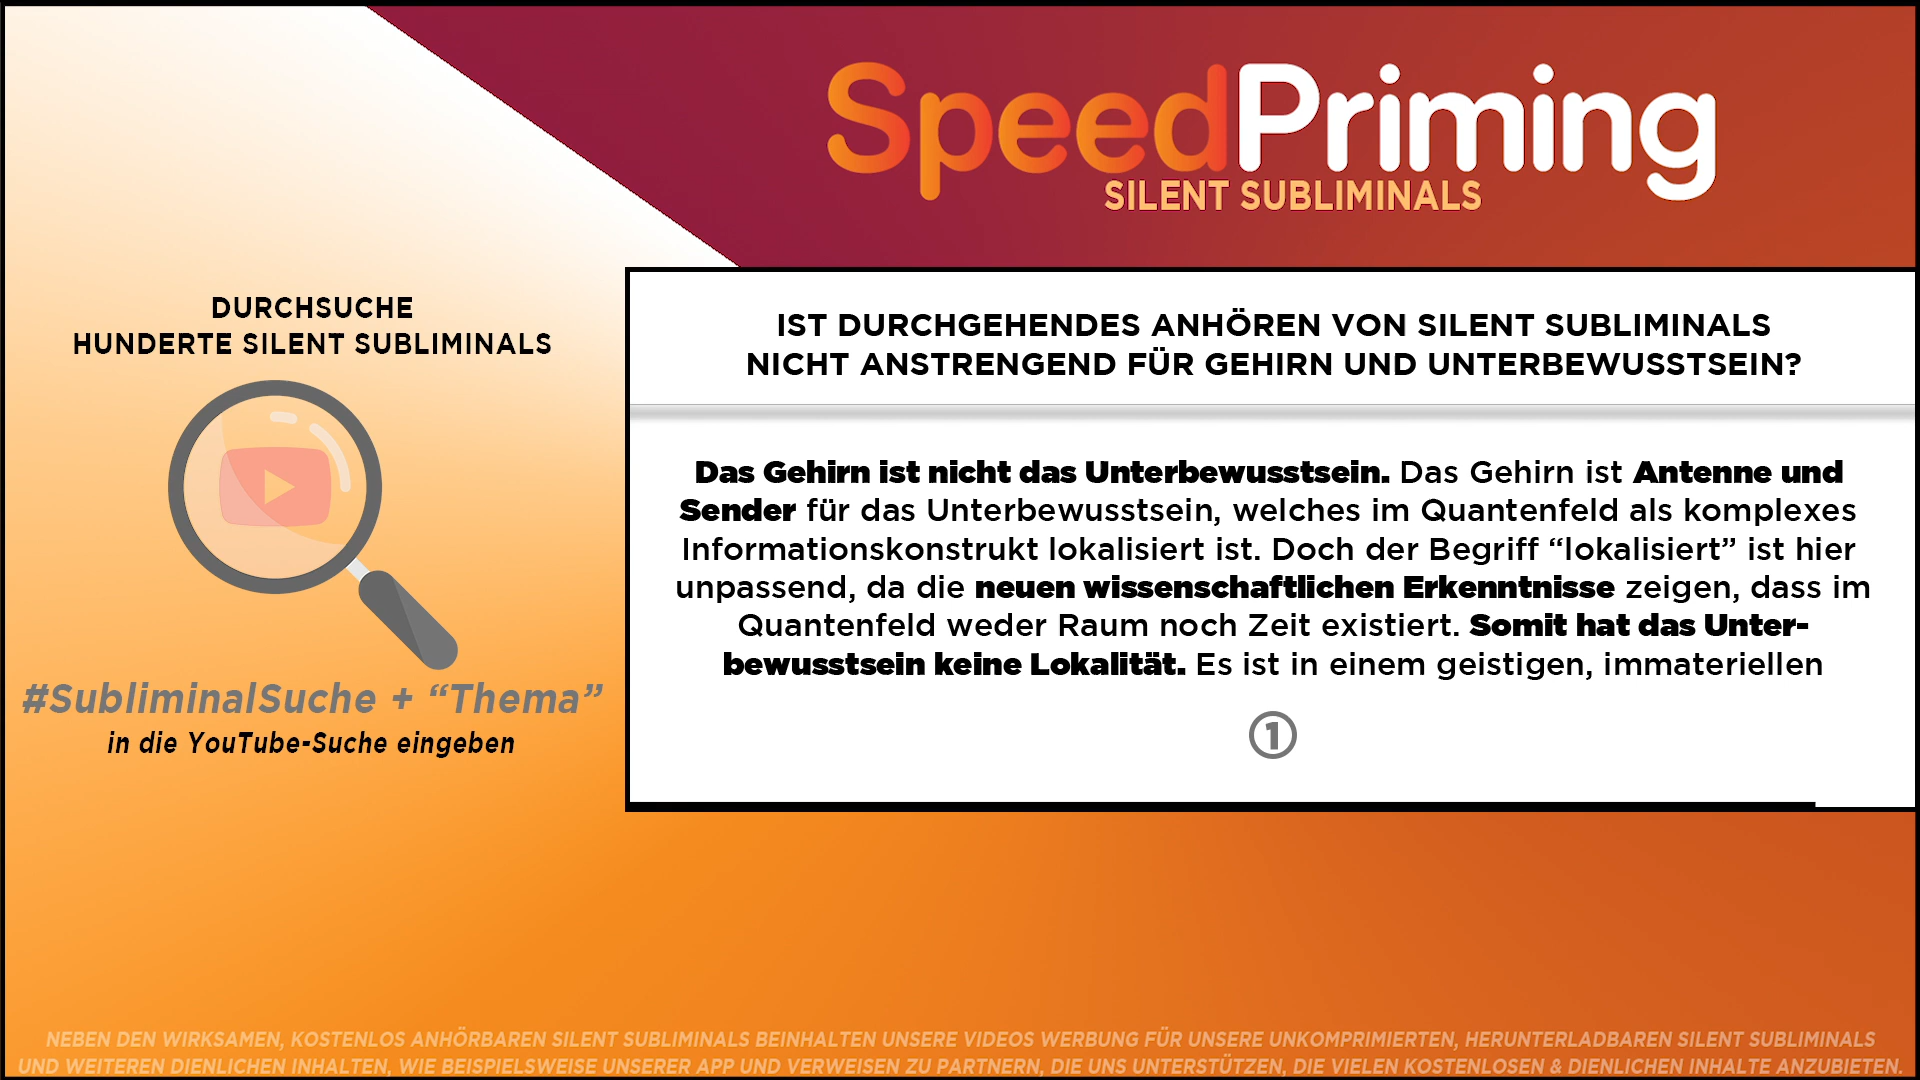 SpeedPriming
SILENT SUBLIMINALS
DURCHSUCHE
HUNDERTE SILENT SUBLIMINALS
#SubliminalSuche + “Thema”
in die YouTube-Suche eingeben
IST DURCHGEHENDES ANHÖREN VON SILENT SUBLIMINALS
NICHT ANSTRENGEND FÜR GEHIRN UND UNTERBEWUSSTSEIN?
Das Gehirn ist nicht das Unterbewusstsein. Das Gehirn ist Antenne und
Sender für das Unterbewusstsein, welches im Quantenfeld als komplexes
Informationskonstrukt lokalisiert ist. Doch der Begriff “lokalisiert” ist hier
unpassend, da die neuen wissenschaftlichen Erkenntnisse zeigen, dass im
Quantenfeld weder Raum noch Zeit existiert. Somit hat das Unter-
bewusstsein keine Lokalität. Es ist in einem geistigen, immateriellen
①
NEBEN DEN WIRKSAMEN, KOSTENLOS ANHÖRBAREN SILENT SUBLIMINALS BEINHALTEN UNSERE VIDEOS WERBUNG FÜR UNSERE UNKOMPRIMIERTEN, HERUNTERLADBAREN SILENT SUBLIMINALS
UND WEITEREN DIENLICHEN INHALTEN, WIE BEISPIELSWEISE UNSERER APP UND VERWEISEN ZU PARTNERN, DIE UNS UNTERSTÜTZEN, DIE VIELEN KOSTENLOSEN & DIENLICHEN INHALTE ANZUBIETEN.